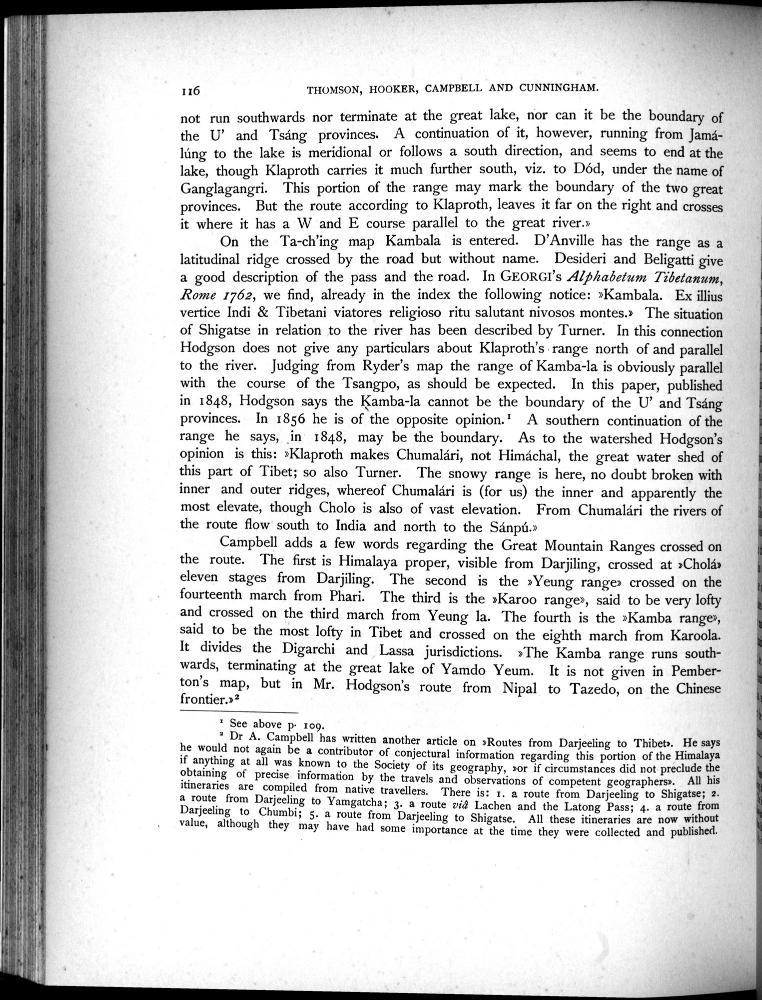 116 THOMSON, HOOKER, CAMPBELL AND CUNNINGHAM.
not run southwards nor terminate at the great lake, nor can it be the boundary of
the U' and Tsáng provinces. A continuation of it, however, running from Jamá-
lúng to the lake is meridional or follows a south direction, and seems to end at the
lake, though Klaproth carries it much further south, viz. to Dód, under the name of
Ganglagangri. This portion of the range may mark the boundary of the two great
provinces. But the route according to Klaproth, leaves it far on the right and crosses
it where it has a W and E course parallel to the great river.»
On the Ta-ch'ing map Kambala is entered. D'Anville has the range as a
latitudinal ridge crossed by the road but without name. Desideri and Beligatti give
a good description of the pass and the road. In GEORGI's Alphabetum Tibetanum,
Rome 1762, we find, already in the index the following notice: »Kambala. Ex illius
vertice Indi & Tibetani viatores religioso ritu salutant nivosos montes.» The situation
of Shigatse in relation to the river has been described by Turner. In this connection
Hodgson does not give any particulars about Klaproth's range north of and parallel
to the river. Judging from Ryder's map the range of Kamba-la is obviously parallel
with the course of the Tsangpo, as should be expected. In this paper, published
in 1848, Hodgson says the Kamba-la cannot be the boundary of the U' and Tsáng
provinces. In 1856 he is of the opposite opinion.¹ A southern continuation of the
range he says, in 1848, may be the boundary. As to the watershed Hodgson's
opinion is this: »Klaproth makes Chumalári, not Himáchal, the great water shed of
this part of Tibet; so also Turner. The snowy range is here, no doubt broken with
inner and outer ridges, whereof Chumalári is (for us) the inner and apparently the
most elevate, though Cholo is also of vast elevation. From Chumalári the rivers of
the route flow south to India and north to the Sánpú.»
Campbell adds a few words regarding the Great Mountain Ranges crossed on
the route. The first is Himalaya proper, visible from Darjiling, crossed at »Cholá»
eleven stages from Darjiling. The second is the »Yeung range» crossed on the
fourteenth march from Phari. The third is the »Karoo range», said to be very lofty
and crossed on the third march from Yeung la. The fourth is the »Kamba range»,
said to be the most lofty in Tibet and crossed on the eighth march from Karoola.
It divides the Digarchi and Lassa jurisdictions. »The Kamba range runs south-
wards, terminating at the great lake of Yamdo Yeum. It is not given in Pember-
ton's map, but in Mr. Hodgson's route from Nipal to Tazedo, on the Chinese
frontier.»²
¹ See above p. 109.
² Dr A. Campbell has written another article on »Routes from Darjeeling to Thibet». He says
he would not again be a contributor of conjectural information regarding this portion of the Himalaya
if anything at all was known to the Society of its geography, »or if circumstances did not preclude the
obtaining of precise information by the travels and observations of competent geographers». All his
itineraries are compiled from native travellers. There is: 1. a route from Darjeeling to Shigatse; 2.
a route from Darjeeling to Yamgatcha; 3. a route viâ Lachen and the Latong Pass; 4. a route from
Darjeeling to Chumbi; 5. a route from Darjeeling to Shigatse. All these itineraries are now without
value, although they may have had some importance at the time they were collected and published.